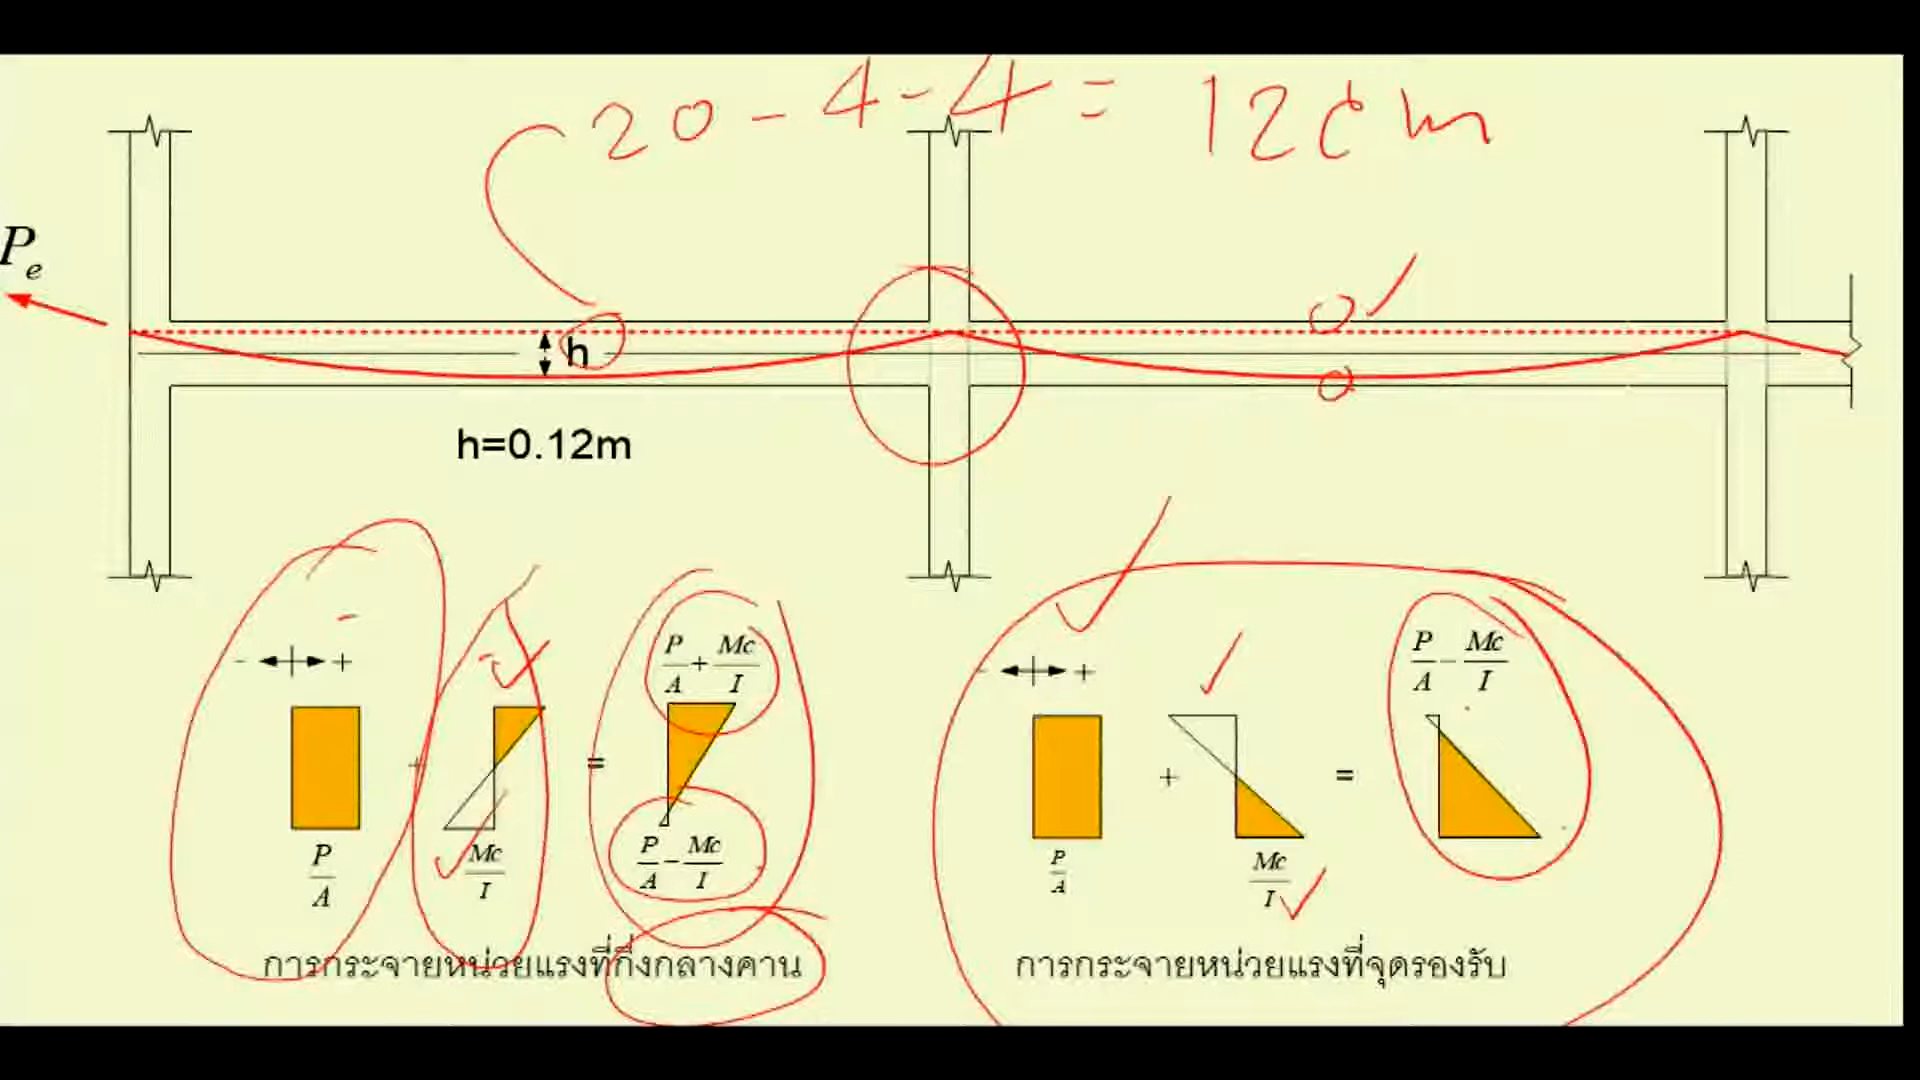 20 - 4 - 4 = 12 cm
Pe
h
h=0.12m
- +
P/A
+
Mc/I
=
P/A + Mc/I
P/A - Mc/I
- +
P/A
+
Mc/I
=
P/A - Mc/I
การกระจายหน่วยแรงที่กึ่งกลางคาน
การกระจายหน่วยแรงที่จุดรองรับ